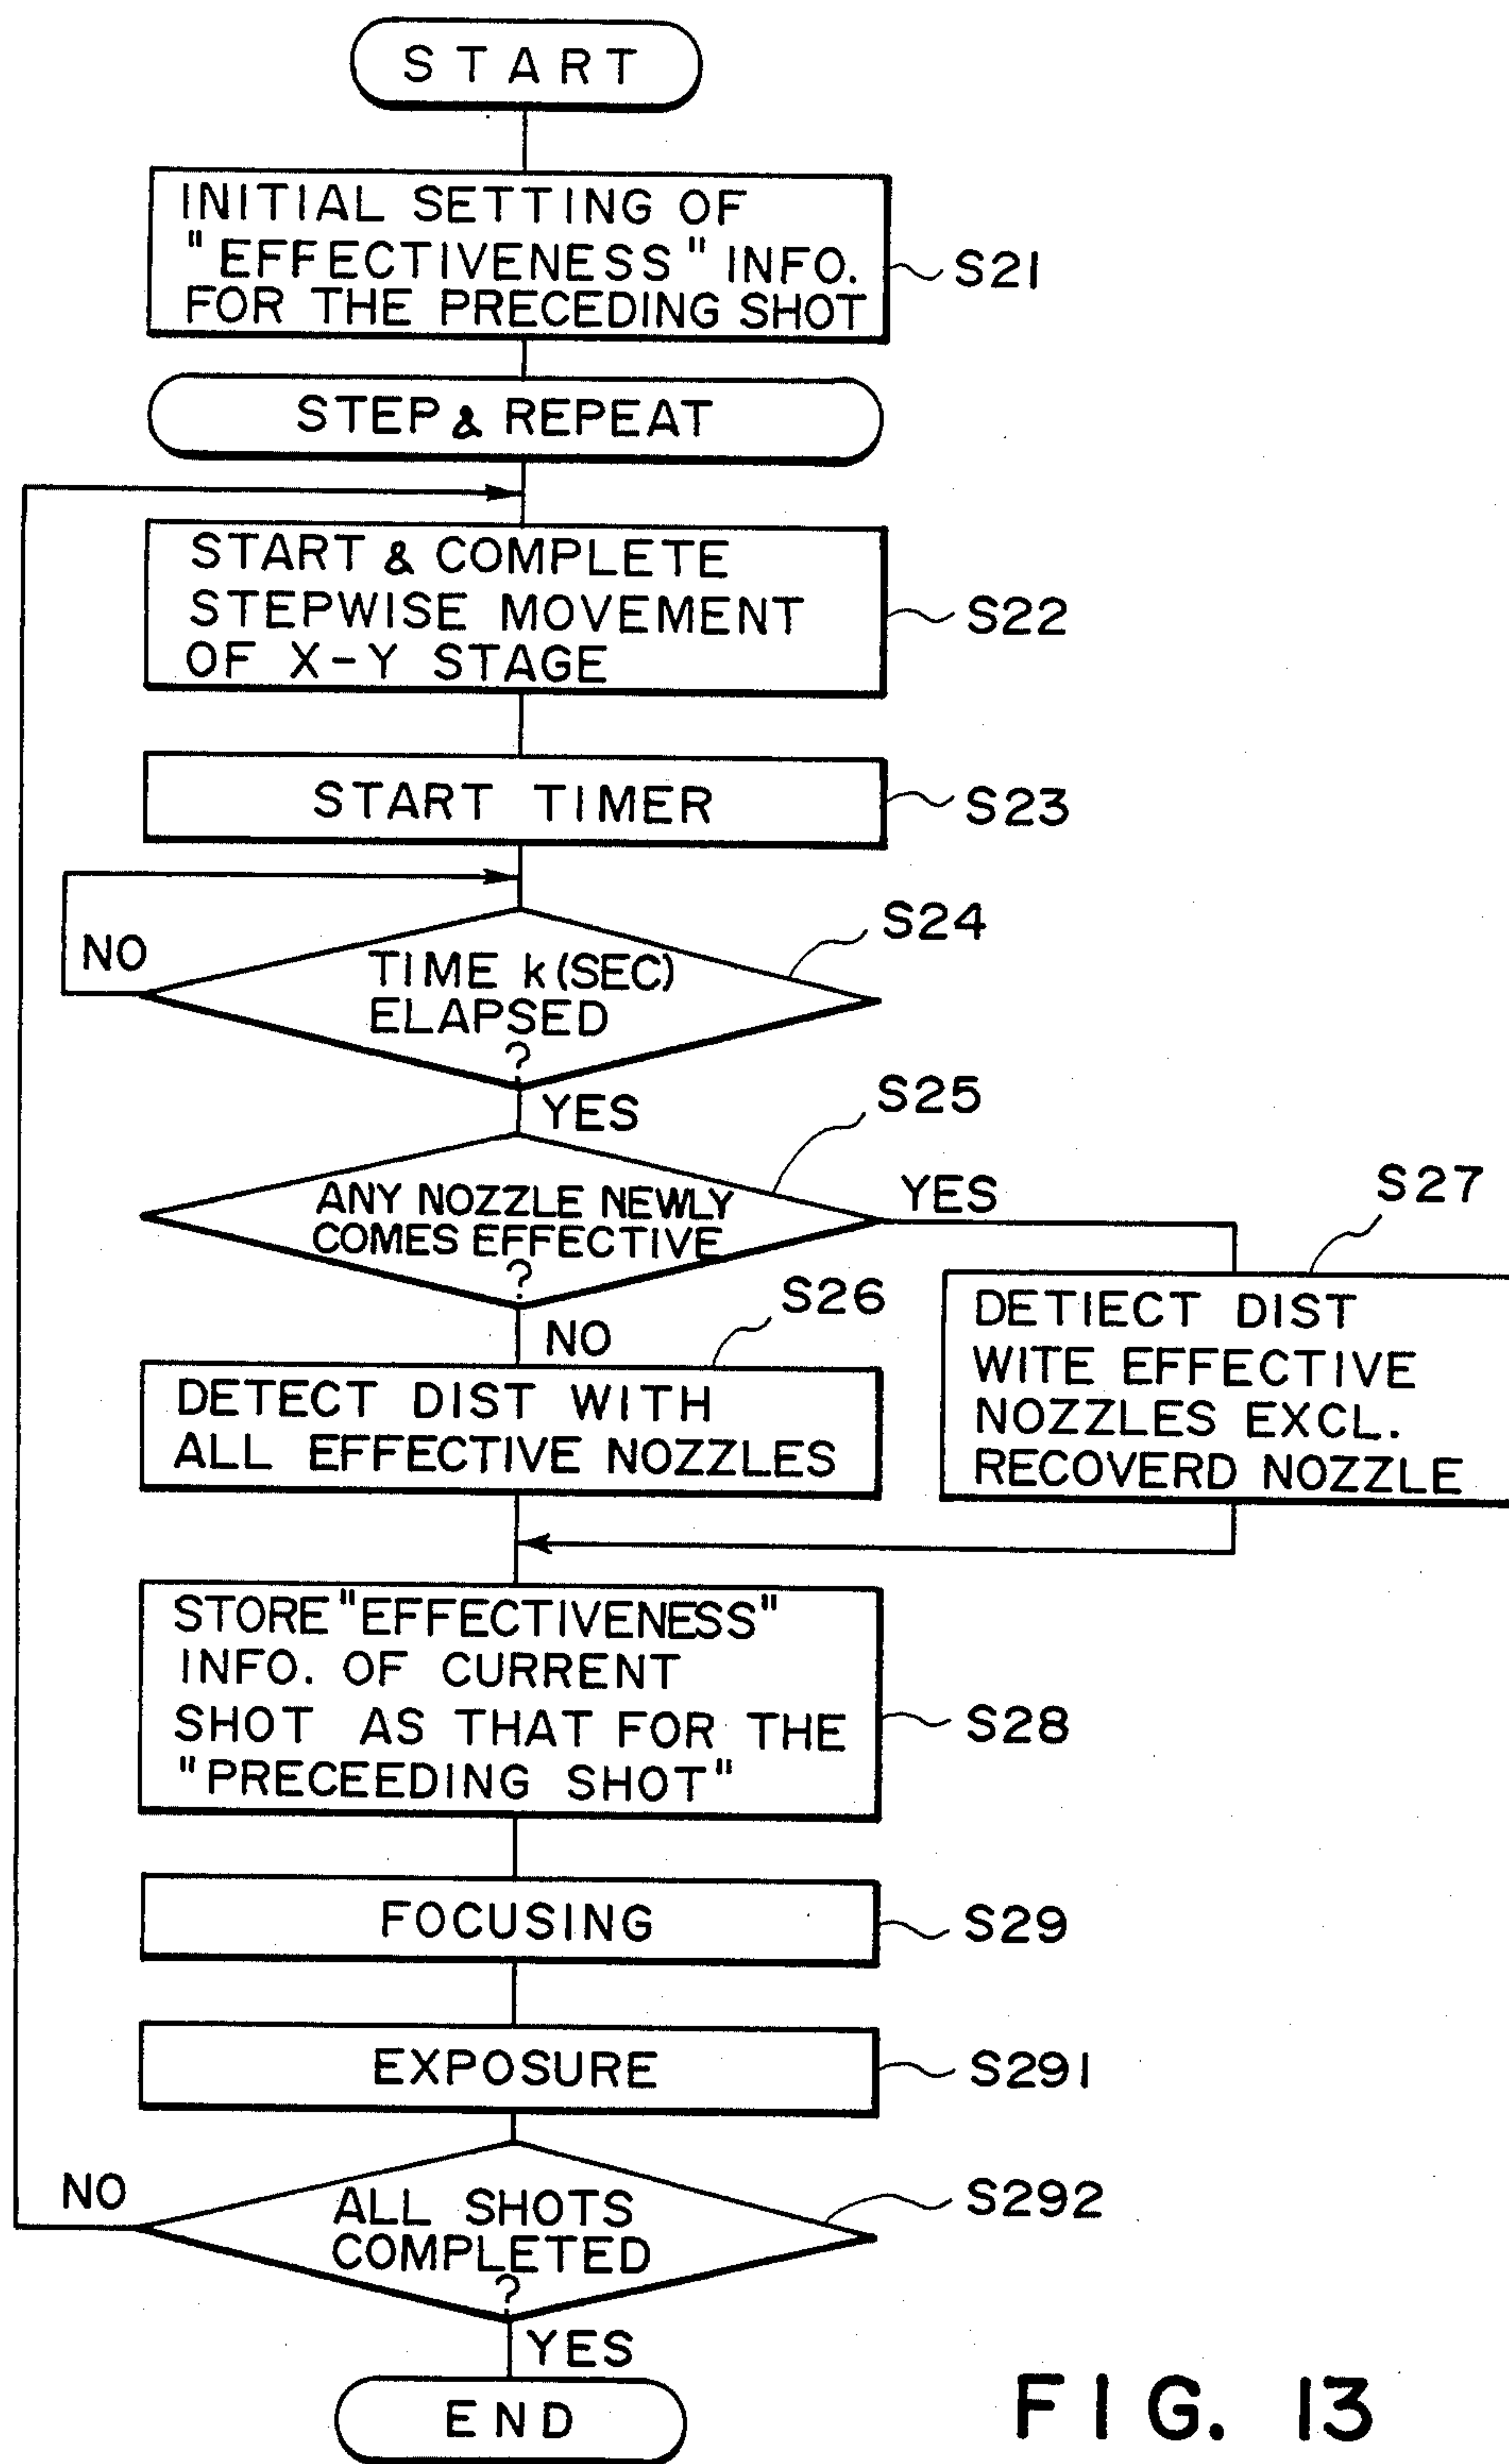 START
INITIAL SETTING OF
"EFFECTIVENESS" INFO.
FOR THE PRECEDING SHOT
S21
STEP & REPEAT
START & COMPLETE
STEPWISE MOVEMENT
OF X-Y STAGE
S22
START TIMER
S23
S24
NO
TIME k (SEC)
ELAPSED
?
YES
S25
ANY NOZZLE NEWLY
COMES EFFECTIVE
?
YES
S27
S26
NO
DETECT DIST WITH
ALL EFFECTIVE NOZZLES
DETIECT DIST
WITE EFFECTIVE
NOZZLES EXCL.
RECOVERD NOZZLE
STORE "EFFECTIVENESS"
INFO. OF CURRENT
SHOT AS THAT FOR THE
"PRECEEDING SHOT"
S28
FOCUSING
S29
EXPOSURE
S291
NO
ALL SHOTS
COMPLETED
?
S292
YES
END
FIG. 13